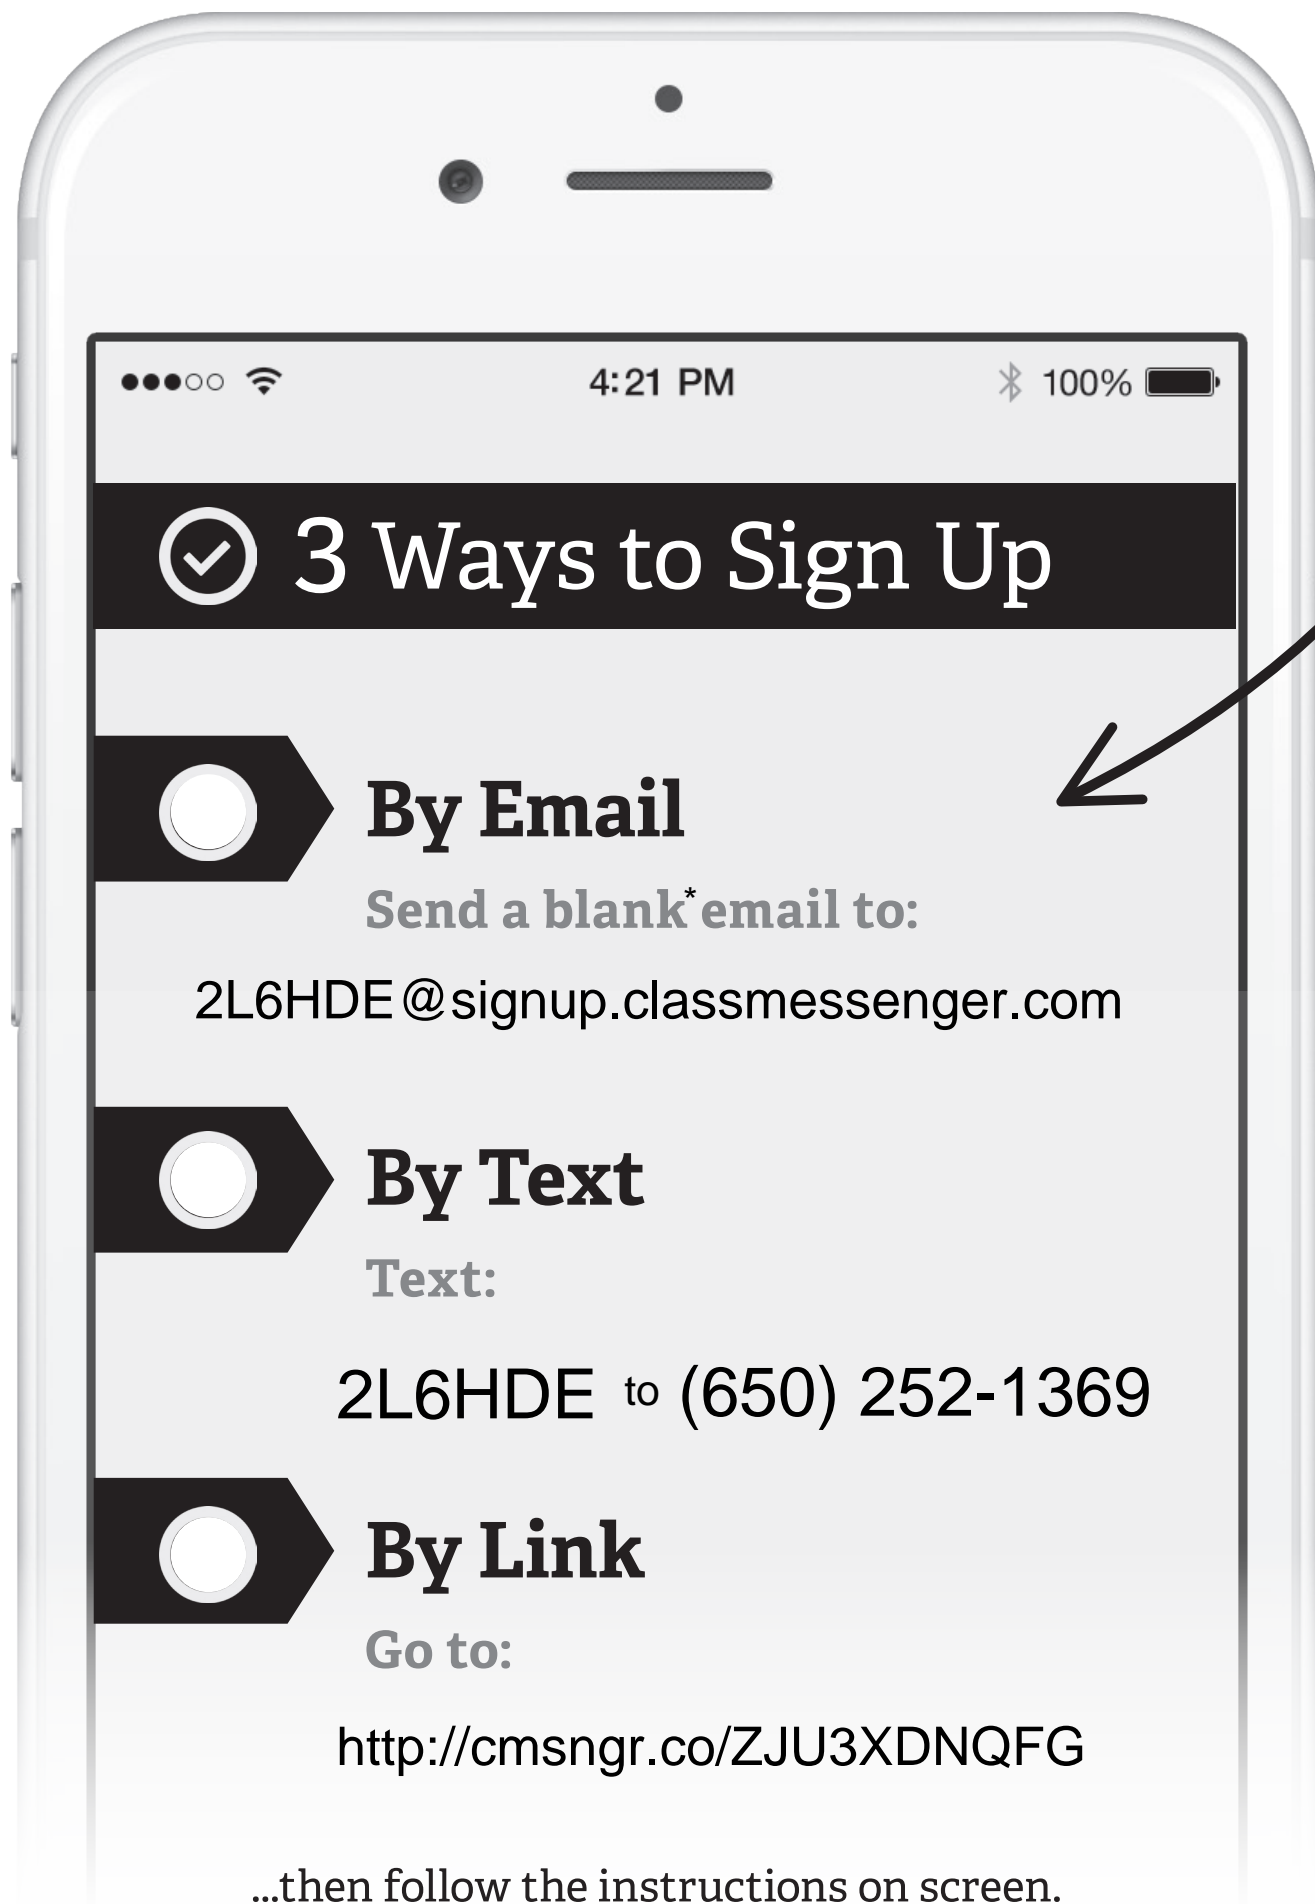 4:21 PM 100%
3 Ways to Sign Up
By Email
Send a blank* email to:
2L6HDE@signup.classmessenger.com
By Text
Text:
2L6HDE to (650) 252-1369
By Link
Go to:
http://cmsngr.co/ZJU3XDNQFG
...then follow the instructions on screen.